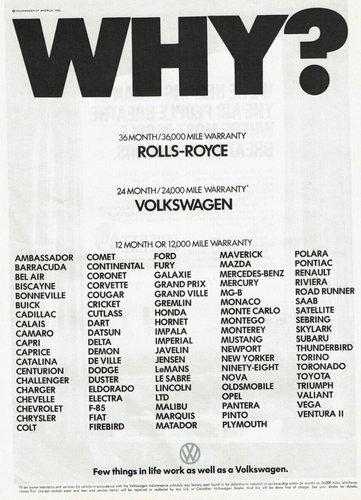 © VOLKSWAGEN OF AMERICA, INC.
WHY?
36 MONTH/36,000 MILE WARRANTY
ROLLS-ROYCE
24 MONTH/24,000 MILE WARRANTY*
VOLKSWAGEN
12 MONTH OR 12,000 MILE WARRANTY
AMBASSADOR
BARRACUDA
BEL AIR
BISCAYNE
BONNEVILLE
BUICK
CADILLAC
CALAIS
CAMARO
CAPRI
CAPRICE
CATALINA
CENTURION
CHALLENGER
CHARGER
CHEVELLE
CHEVROLET
CHRYSLER
COLT
COMET
CONTINENTAL
CORONET
CORVETTE
COUGAR
CRICKET
CUTLASS
DART
DATSUN
DELTA
DEMON
DE VILLE
DODGE
DUSTER
ELDORADO
ELECTRA
F-85
FIAT
FIREBIRD
FORD
FURY
GALAXIE
GRAND PRIX
GRAND VILLE
GREMLIN
HONDA
HORNET
IMPALA
IMPERIAL
JAVELIN
JENSEN
LeMANS
LE SABRE
LINCOLN
LTD
MALIBU
MARQUIS
MATADOR
MAVERICK
MAZDA
MERCEDES-BENZ
MERCURY
MG-B
MONACO
MONTE CARLO
MONTEGO
MONTEREY
MUSTANG
NEWPORT
NEW YORKER
NINETY-EIGHT
NOVA
OLDSMOBILE
OPEL
PANTERA
PINTO
PLYMOUTH
POLARA
PONTIAC
RENAULT
RIVIERA
ROAD RUNNER
SAAB
SATELLITE
SEBRING
SKYLARK
SUBARU
THUNDERBIRD
TORINO
TORONADO
TOYOTA
TRIUMPH
VALIANT
VEGA
VENTURA II
Few things in life work as well as a Volkswagen.